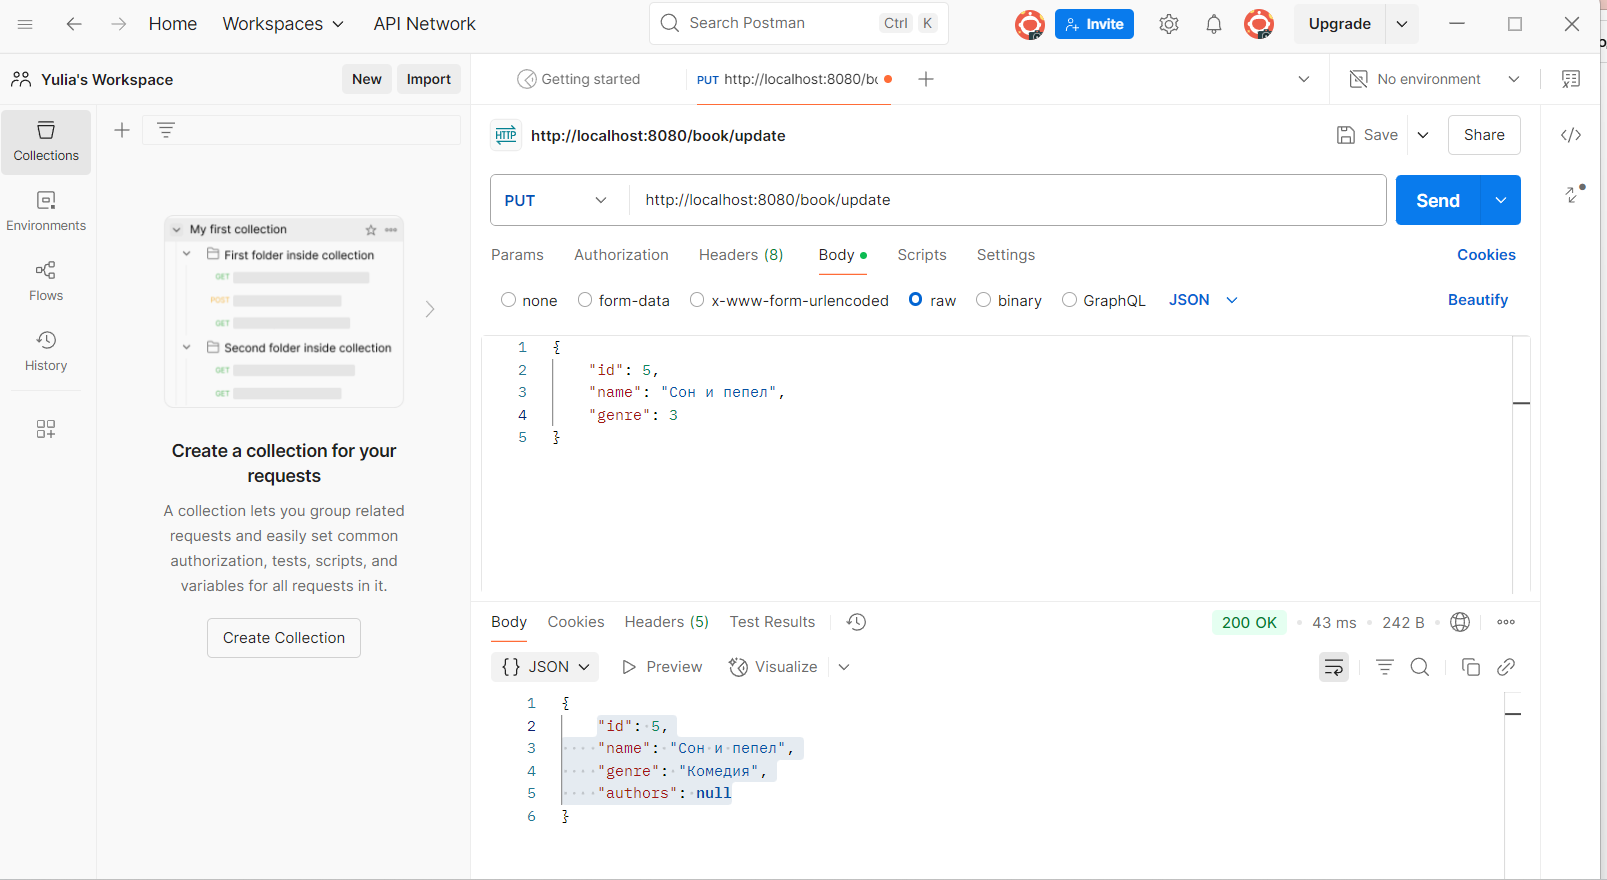 Home Workspaces API Network Search Postman Ctrl K Invite Upgrade
Yulia's Workspace New Import Getting started PUT http://localhost:8080/bo No environment
Collections
Environments
Flows
History
My first collection
First folder inside collection
GET
POST
GET
Second folder inside collection
GET
GET
Create a collection for your
requests
A collection lets you group related
requests and easily set common
authorization, tests, scripts, and
variables for all requests in it.
Create Collection
HTTP http://localhost:8080/book/update Save Share
PUT http://localhost:8080/book/update Send
Params Authorization Headers (8) Body Scripts Settings Cookies
none form-data x-www-form-urlencoded raw binary GraphQL JSON Beautify
1 {
2 "id": 5,
3 "name": "Сон и пепел",
4 "genre": 3
5 }
Body Cookies Headers (5) Test Results 200 OK 43 ms 242 B
{} JSON Preview Visualize
1 {
2 "id": 5,
3 "name": "Сон и пепел",
4 "genre": "Комедия",
5 "authors": null
6 }